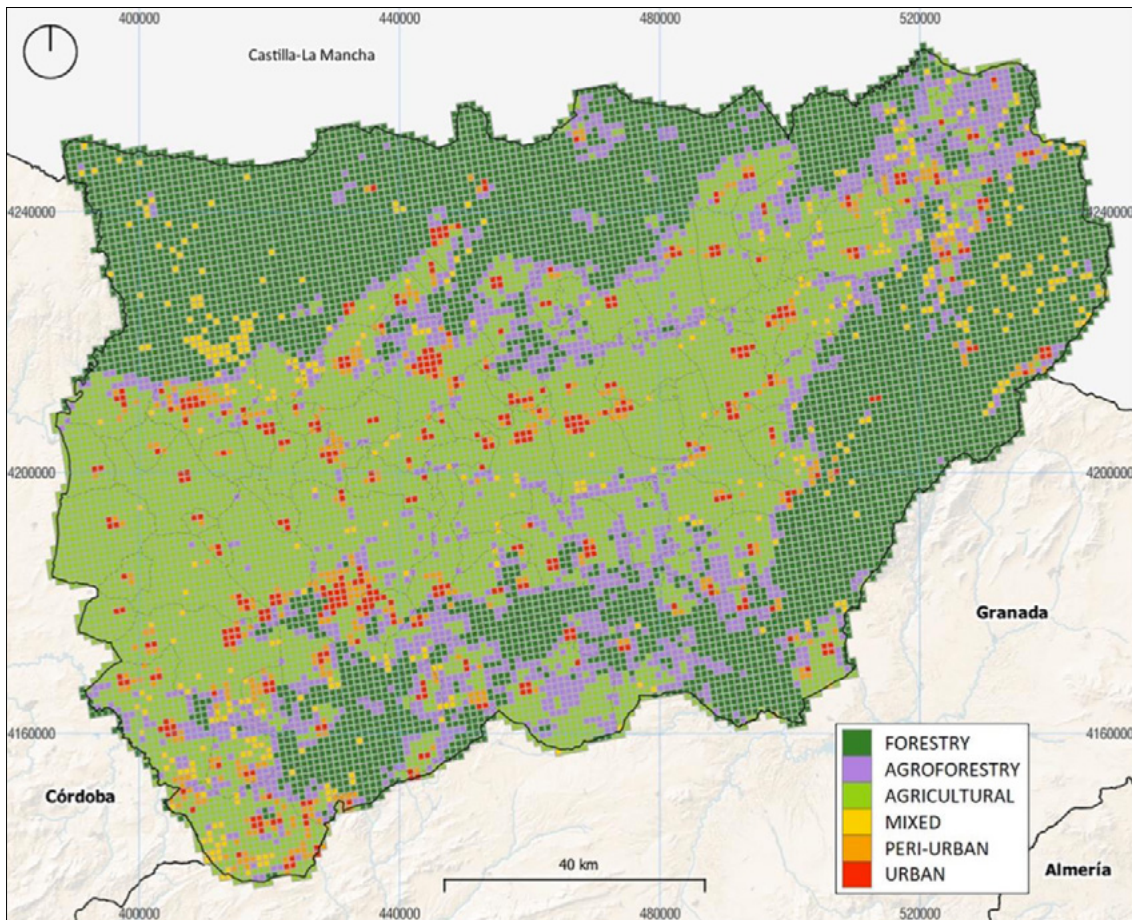 400000 440000 480000 520000
Castilla-La Mancha
4240000 4240000
4200000 4200000
Granada
4160000 4160000
FORESTRY
AGROFORESTRY
AGRICULTURAL
MIXED
PERI-URBAN
URBAN
Córdoba
40 km
Almería
400000 440000 480000 520000